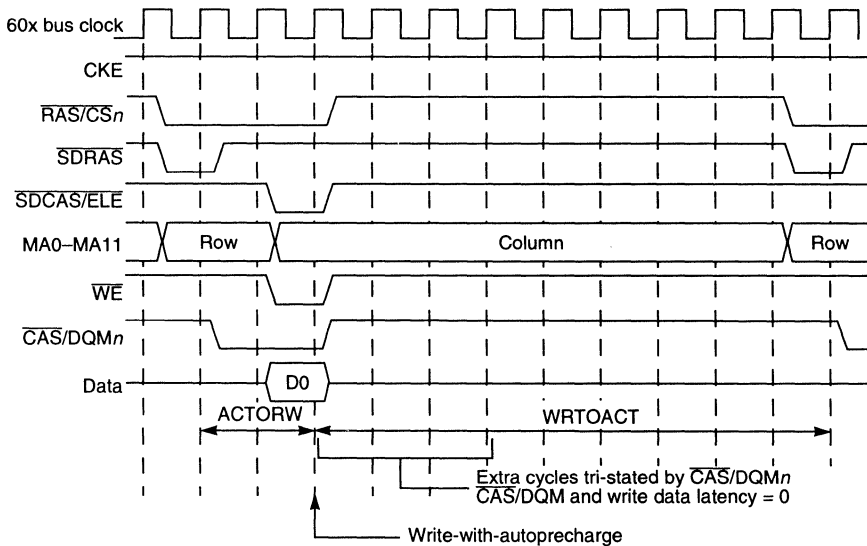 60x bus clock
CKE
RAS/CSn
SDRAS
SDCAS/ELE
MA0–MA11 Row Column Row
WE
CAS/DQMn
Data D0
ACTORW WRTOACT
Extra cycles tri-stated by CAS/DQMn
CAS/DQM and write data latency = 0
Write-with-autoprecharge